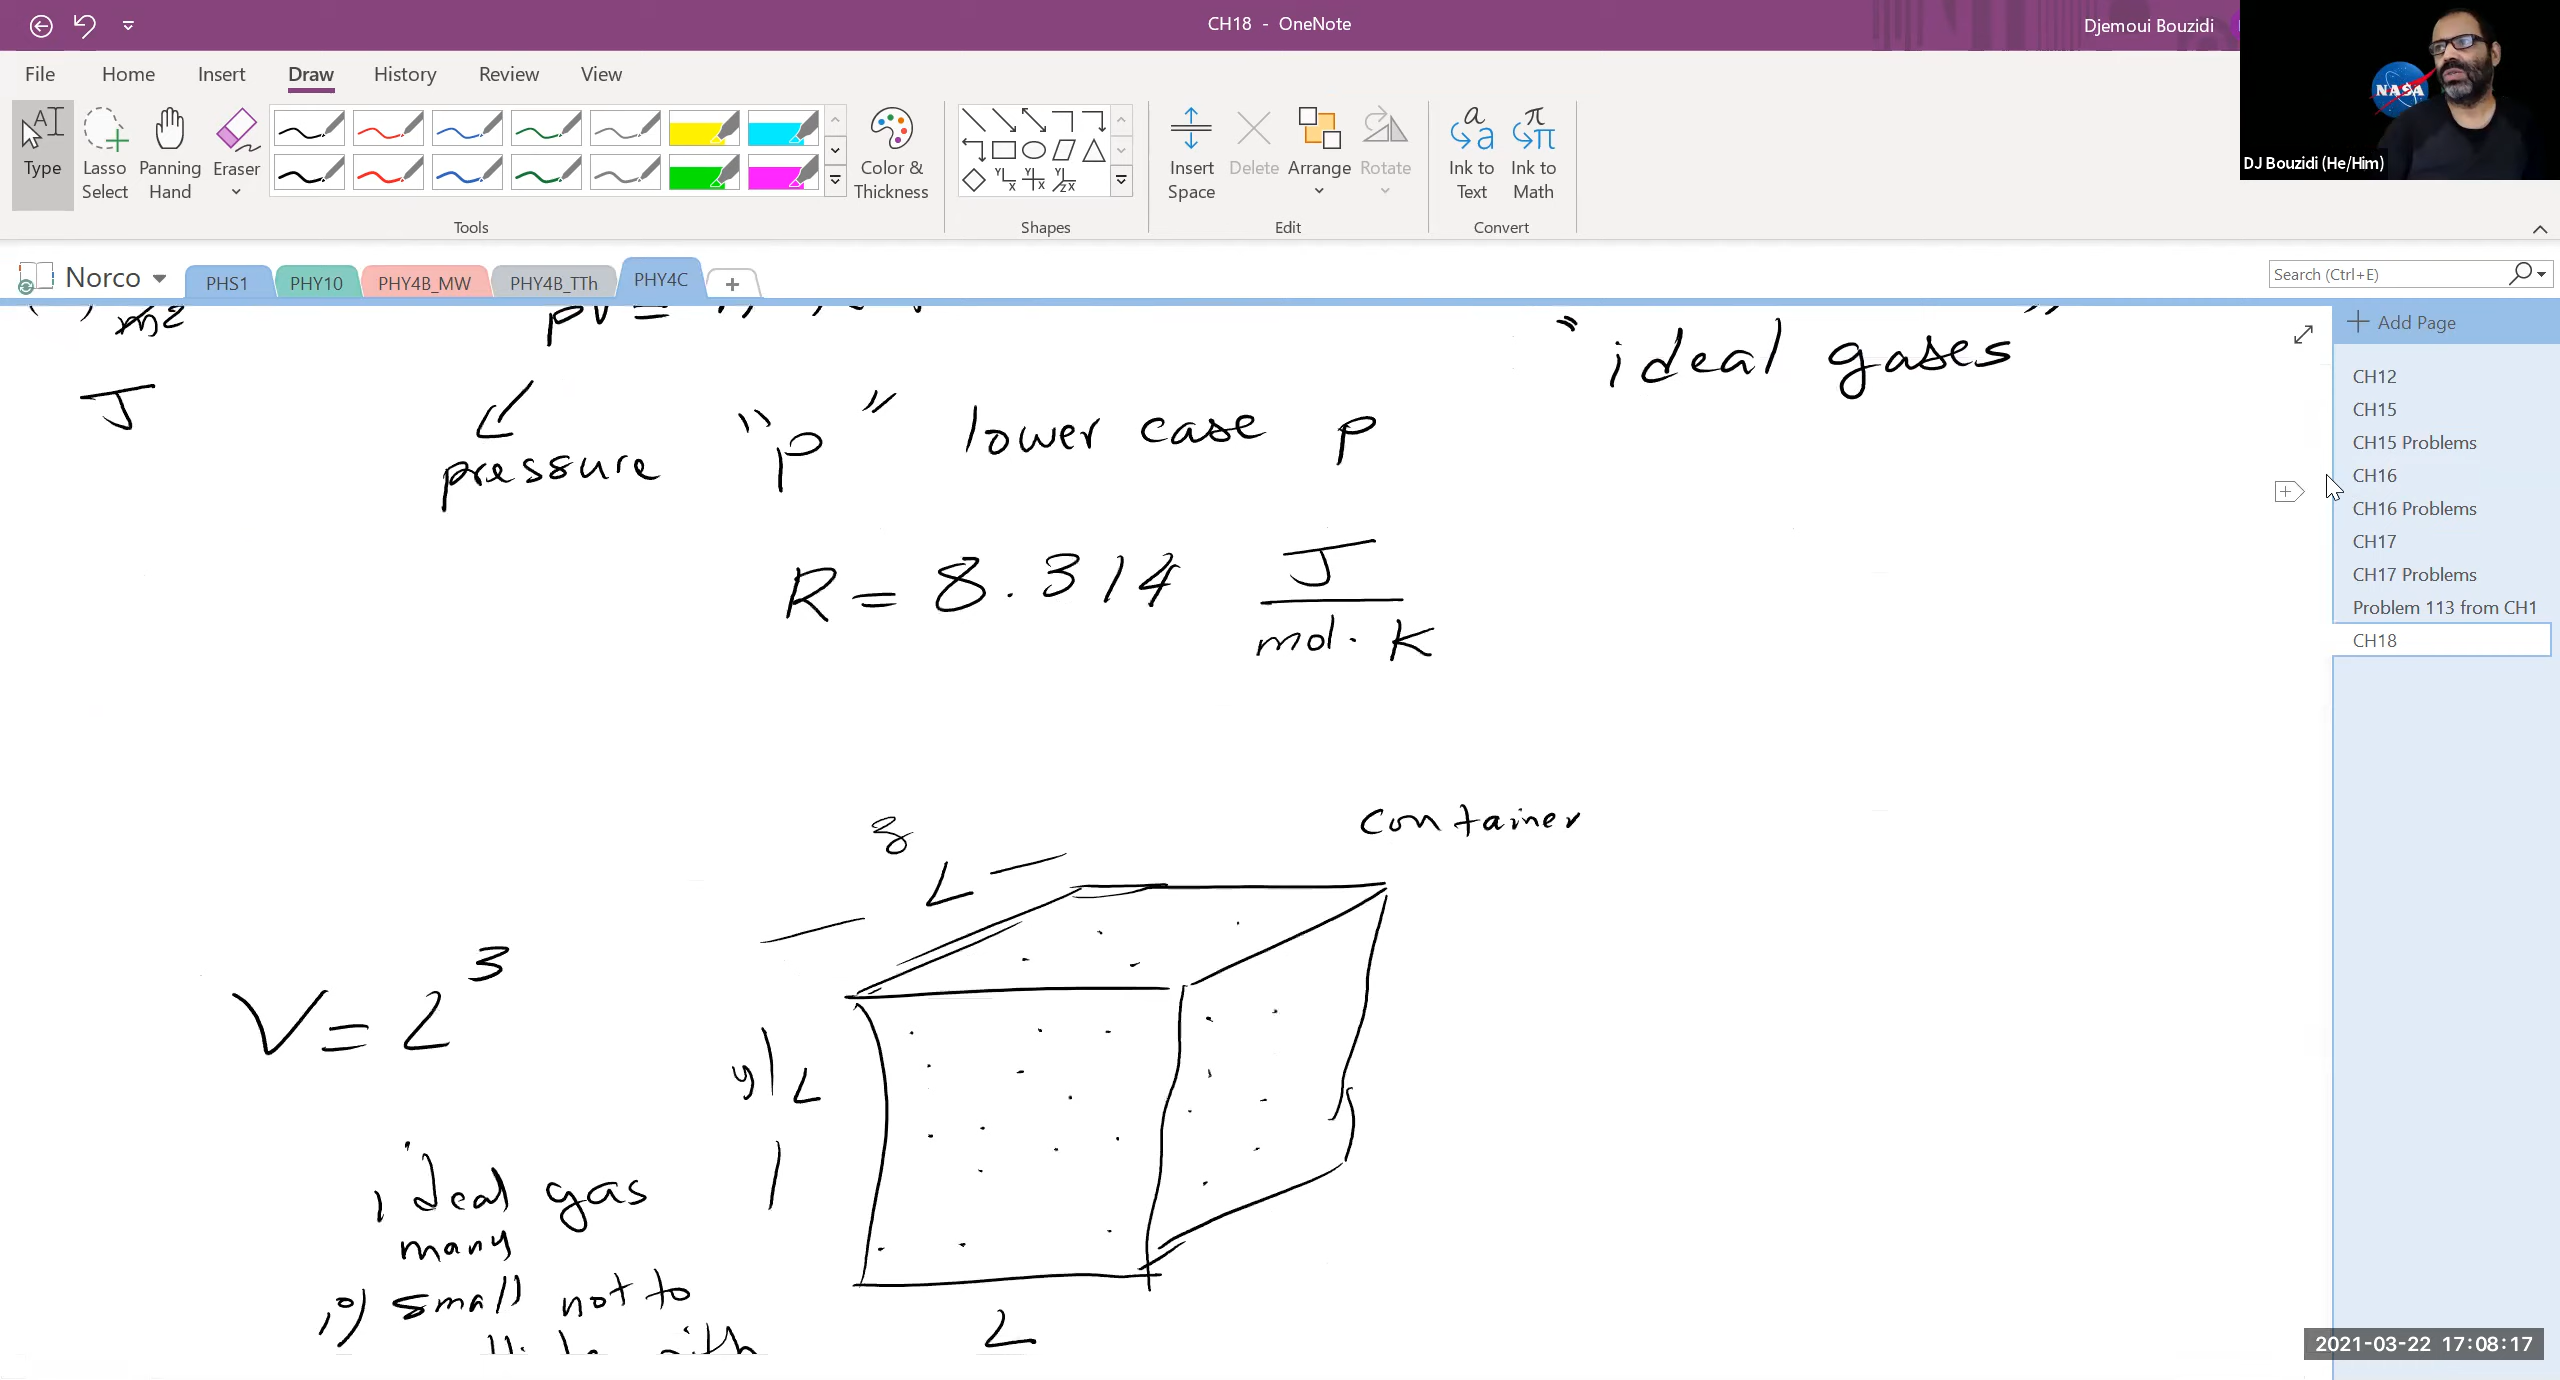 CH18 - OneNote
Djemoui Bouzidi
NASA
DJ Bouzidi (He/Him)
File Home Insert Draw History Review View
Type
Lasso Select
Panning Hand
Eraser
Color & Thickness
Insert Space
Delete
Arrange
Rotate
Ink to Text
Ink to Math
Tools
Shapes
Edit
Convert
Norco
PHS1 PHY10 PHY4B_MW PHY4B_TTh PHY4C
Search (Ctrl+E)
Add Page
CH12
CH15
CH15 Problems
CH16
CH16 Problems
CH17
CH17 Problems
Problem 113 from CH1
CH18
m2
pV =
"ideal gases"
J
pressure "p" lower case p
R = 8.314 J
mol. K
container
L
V = L3
y L
ideal gas
many
small not to
L
2021-03-22 17:08:17